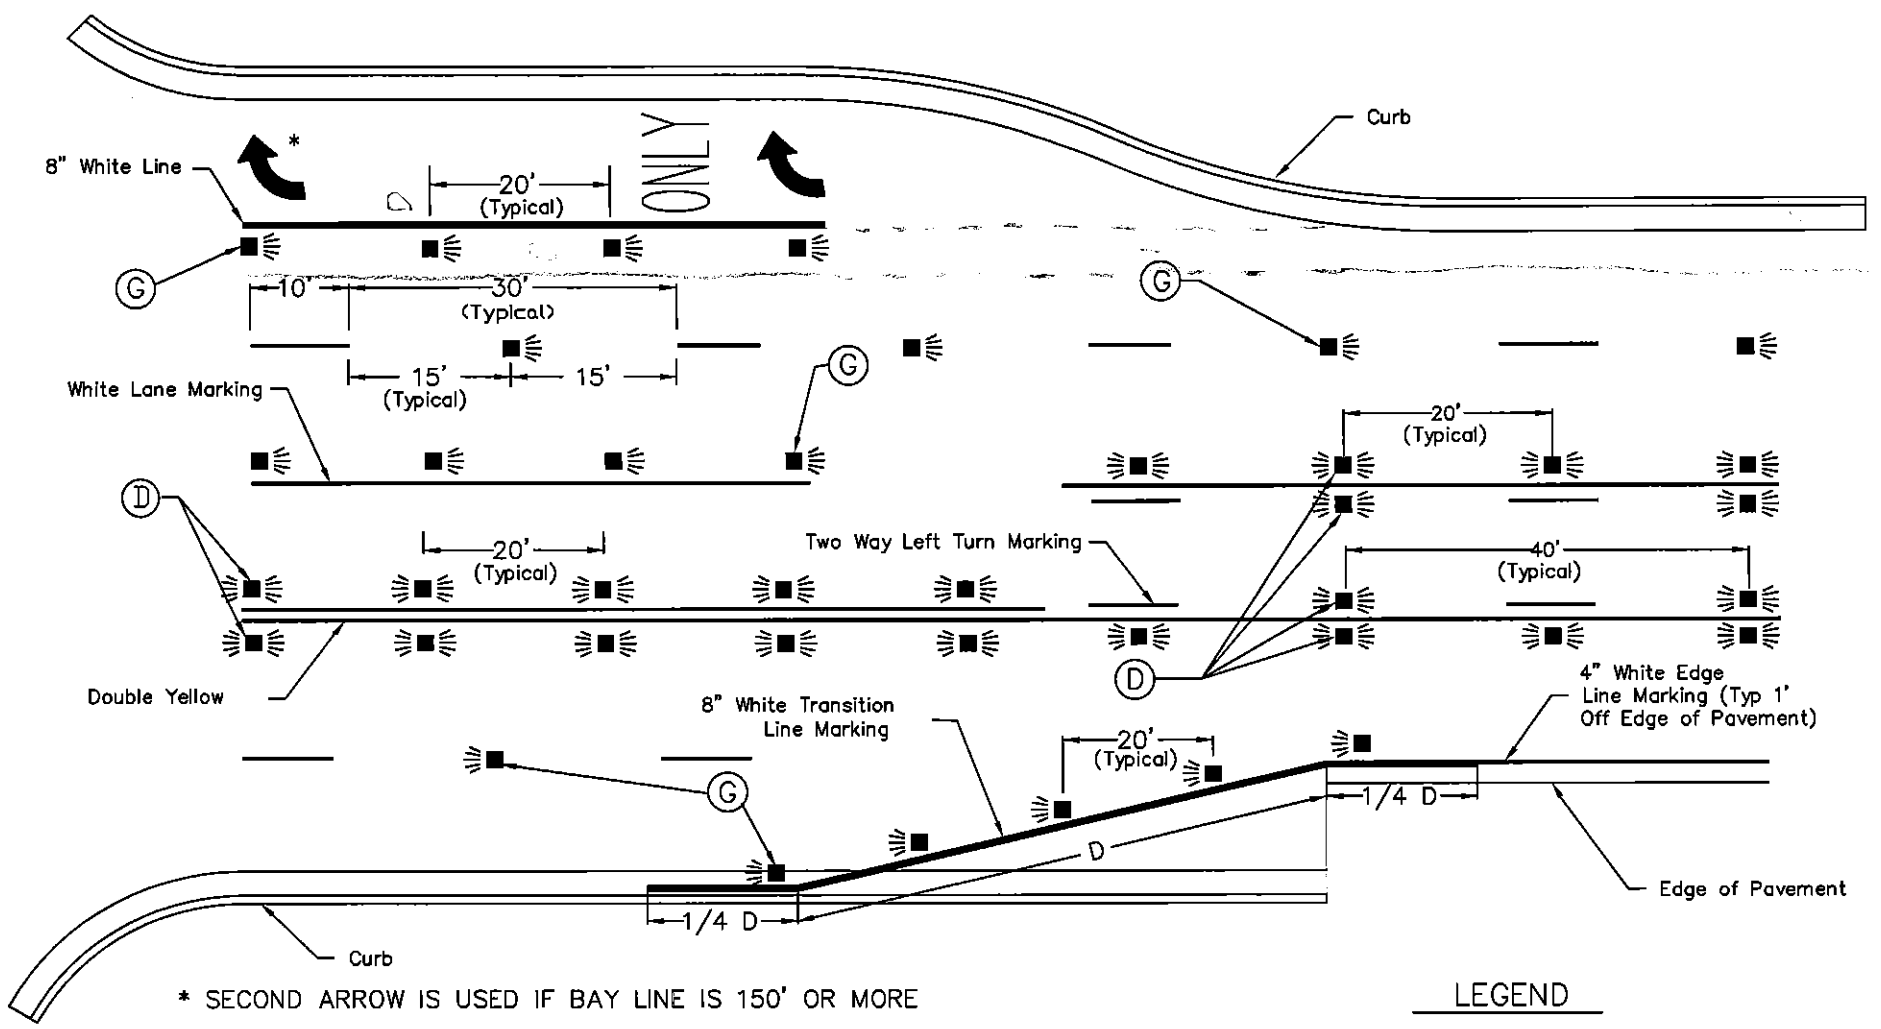 Curb
ONLY
*
8" White Line
20'
(Typical)
G
10'
30'
(Typical)
G
15'
(Typical)
15'
G
White Lane Marking
20'
(Typical)
D
20'
(Typical)
Two Way Left Turn Marking
40'
(Typical)
Double Yellow
D
4" White Edge
Line Marking (Typ 1'
Off Edge of Pavement)
8" White Transition
Line Marking
20'
(Typical)
G
1/4 D
D
Edge of Pavement
1/4 D
Curb
* SECOND ARROW IS USED IF BAY LINE IS 150' OR MORE
LEGEND